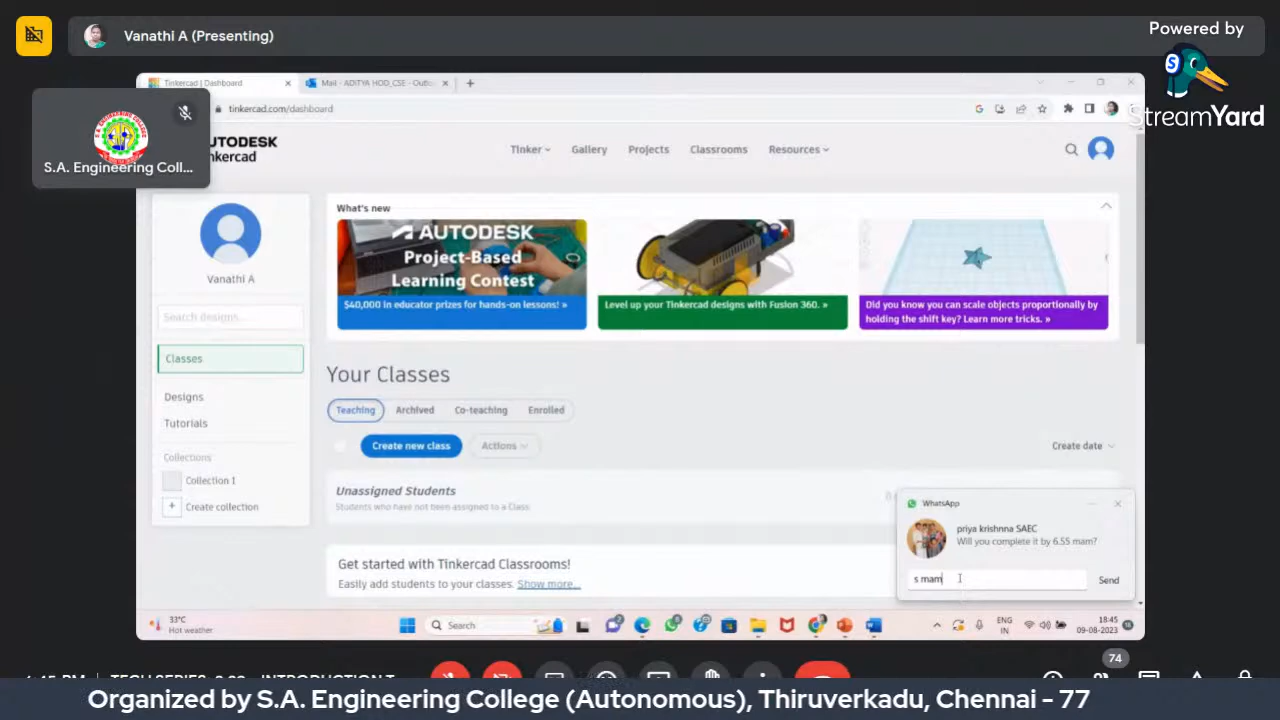 Vanathi A (Presenting)
Powered by
StreamYard
Tinkercad | Dashboard
Mail - ADITYA HOD_CSE - Outlo
tinkercad.com/dashboard
S.A. Engineering Coll...
UTODESK
nkercad
Tinker
Gallery
Projects
Classrooms
Resources
What's new
Vanathi A
Search designs...
Classes
Designs
Tutorials
Collections
Collection 1
+ Create collection
AUTODESK
Project-Based
Learning Contest
$40,000 in educator prizes for hands-on lessons! »
Level up your Tinkercad designs with Fusion 360. »
Did you know you can scale objects proportionally by
holding the shift key? Learn more tricks. »
Your Classes
Teaching
Archived
Co-teaching
Enrolled
Create new class
Actions
Create date
Unassigned Students
Students who have not been assigned to a Class
Get started with Tinkercad Classrooms!
Easily add students to your classes. Show more...
WhatsApp
priya krishnna SAEC
Will you complete it by 6.55 mam?
s mam
Send
33°C
Hot weather
Search
ENG
IN
18:45
09-08-2023
74
Organized by S.A. Engineering College (Autonomous), Thiruverkadu, Chennai - 77